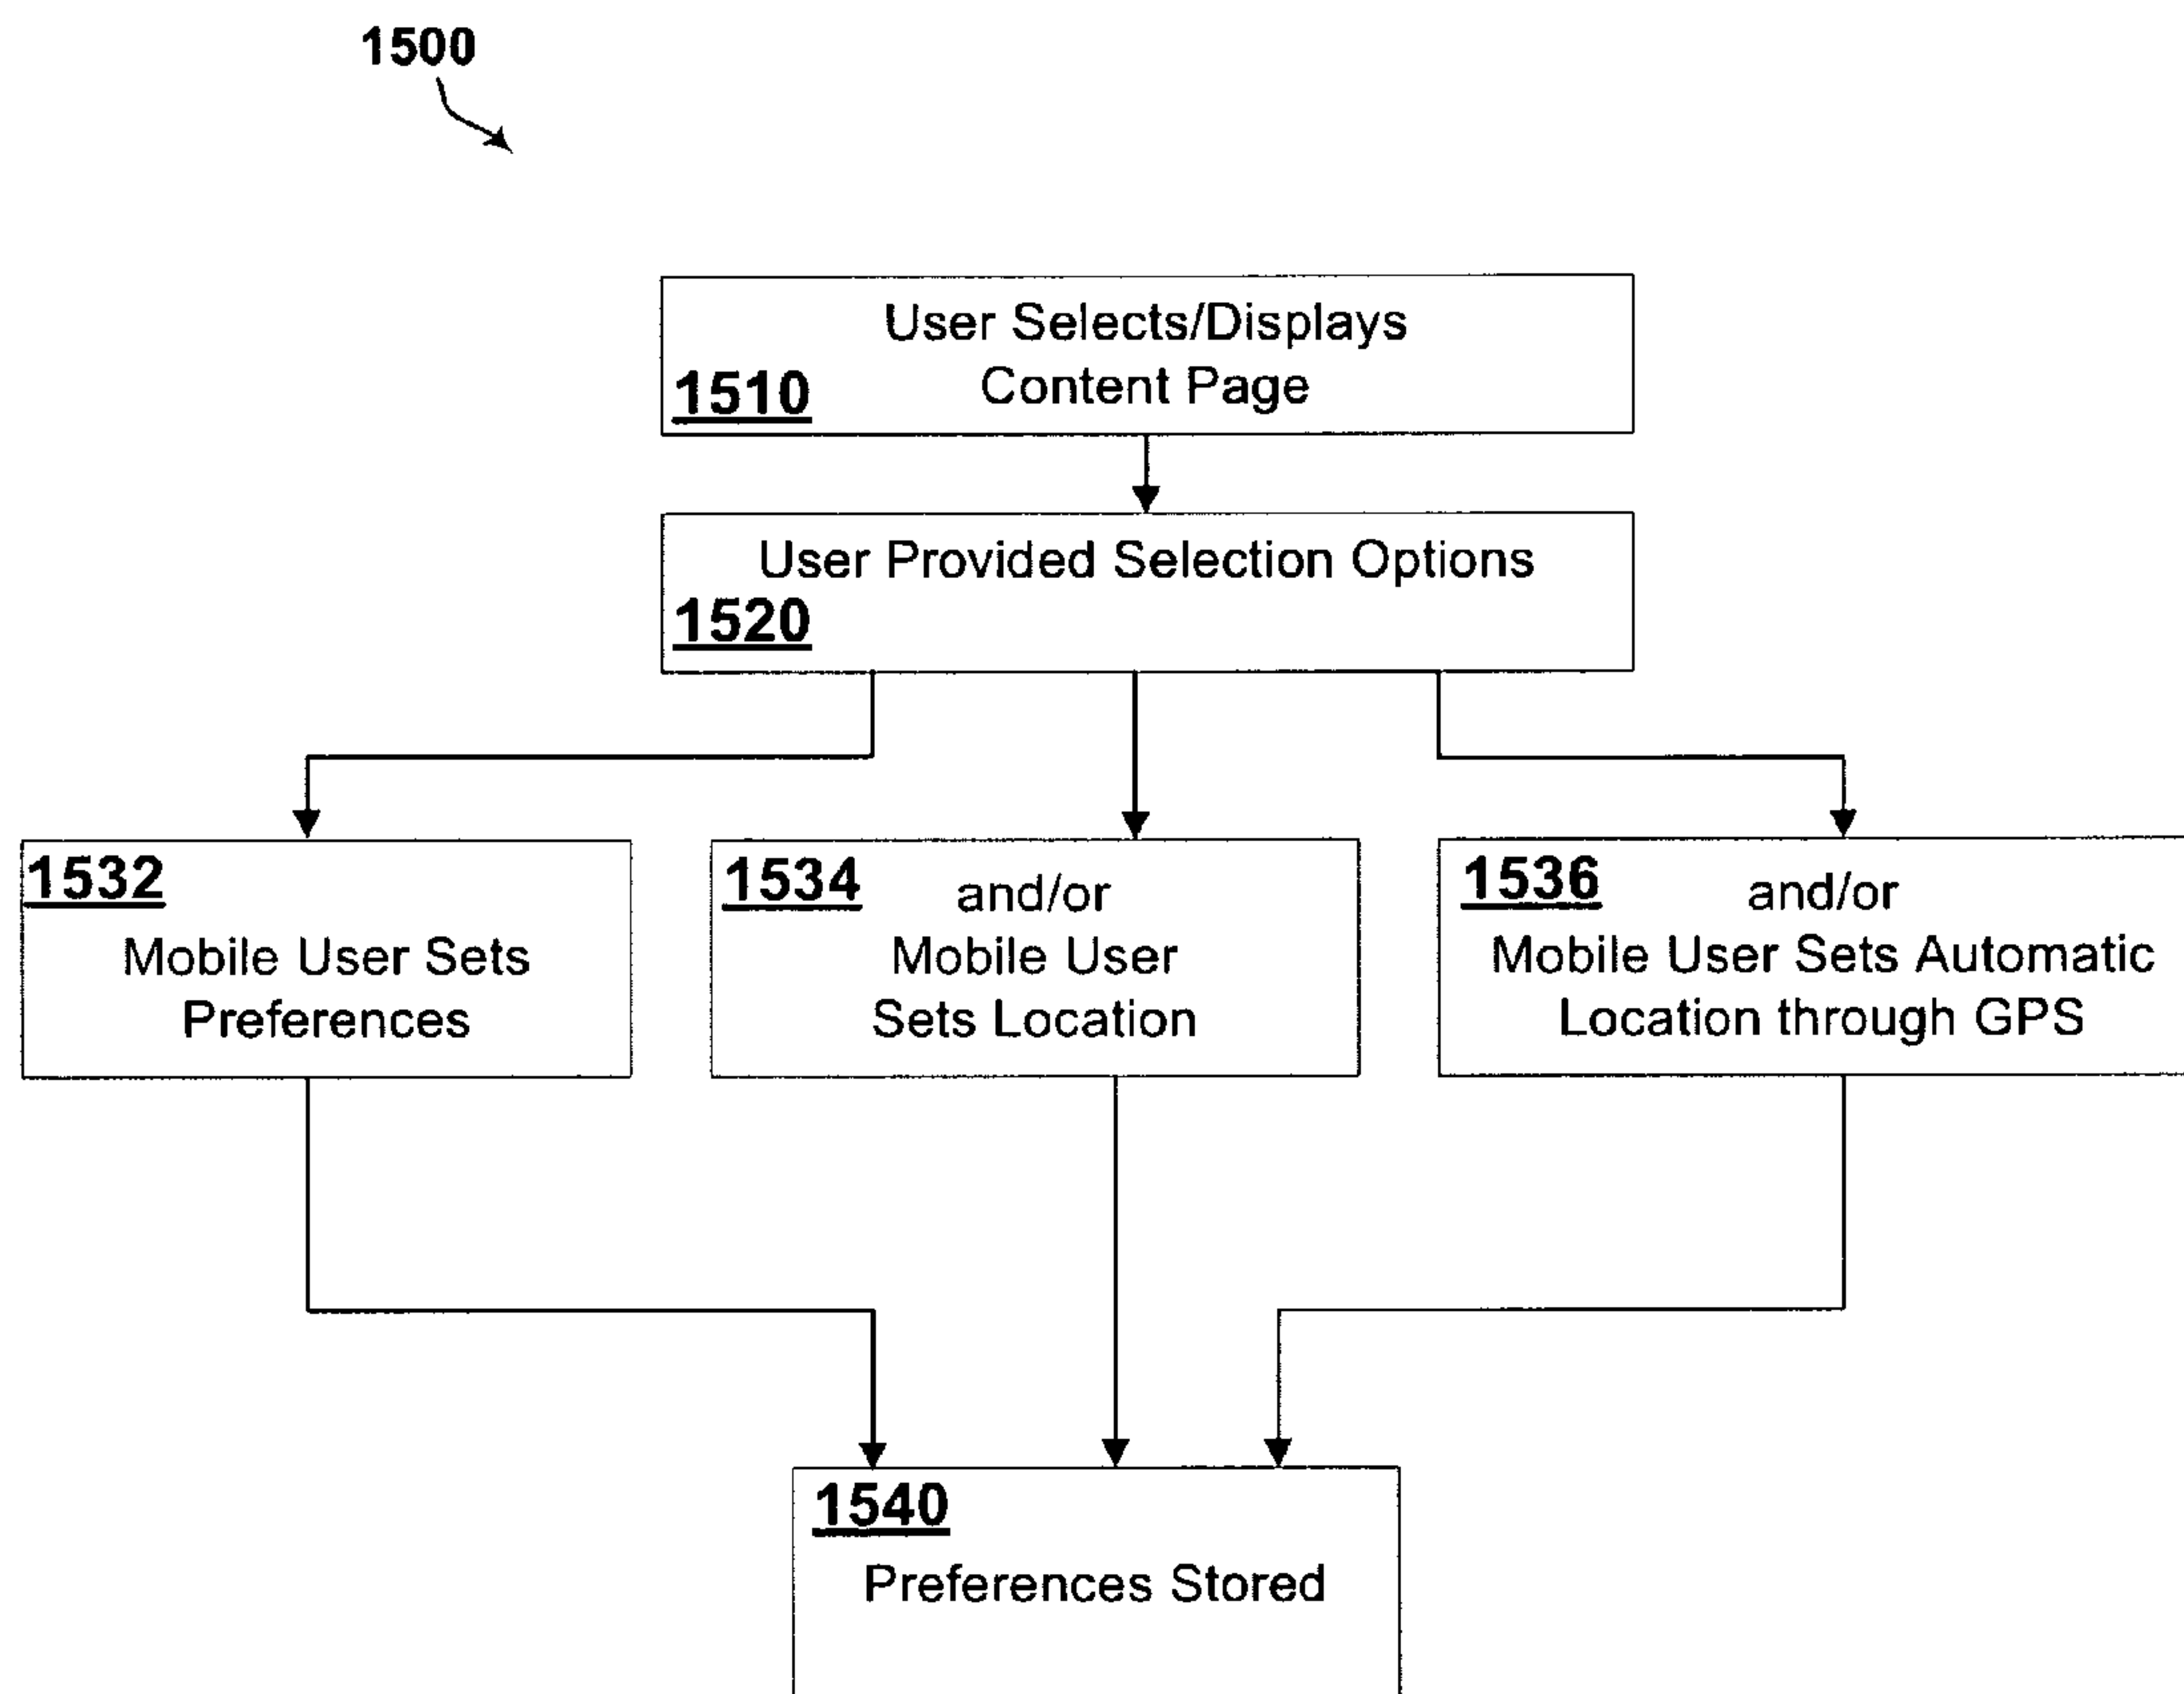 1500
User Selects/Displays
Content Page
1510
User Provided Selection Options
1520
1532
Mobile User Sets
Preferences
1534
and/or
Mobile User
Sets Location
1536
and/or
Mobile User Sets Automatic
Location through GPS
1540
Preferences Stored